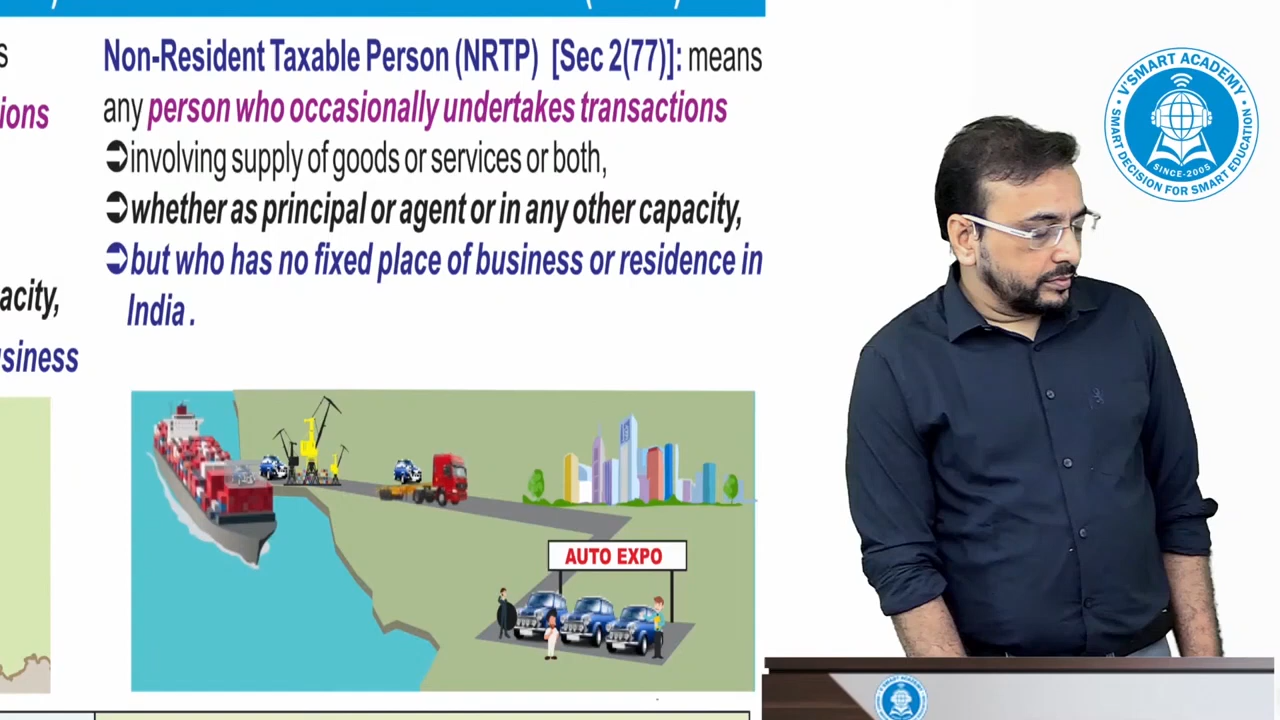 s
ions
acity,
usiness
Non-Resident Taxable Person (NRTP) [Sec 2(77)]: means
any person who occasionally undertakes transactions
➲involving supply of goods or services or both,
➲whether as principal or agent or in any other capacity,
➲but who has no fixed place of business or residence in
India .
AUTO EXPO
V'SMART ACADEMY
SMART DECISION FOR SMART EDUCATION
SINCE-2005